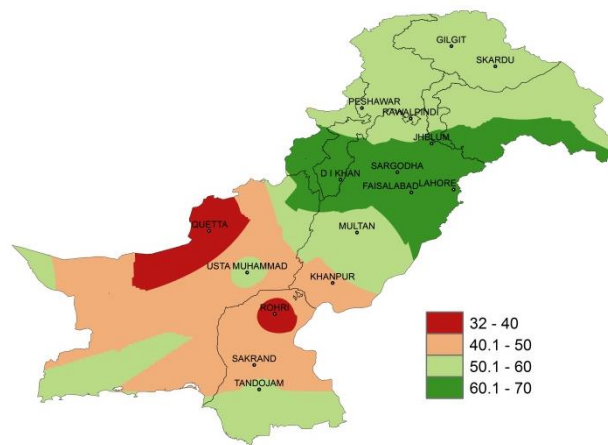 GILGIT
SKARDU
PESHAWAR
RAWALPINDI
JHELUM
SARGODHA
D I KHAN
FAISALABAD
LAHORE
QUETTA
MULTAN
USTA MUHAMMAD
KHANPUR
ROHRI
SAKRAND
TANDOJAM
32 - 40
40.1 - 50
50.1 - 60
60.1 - 70